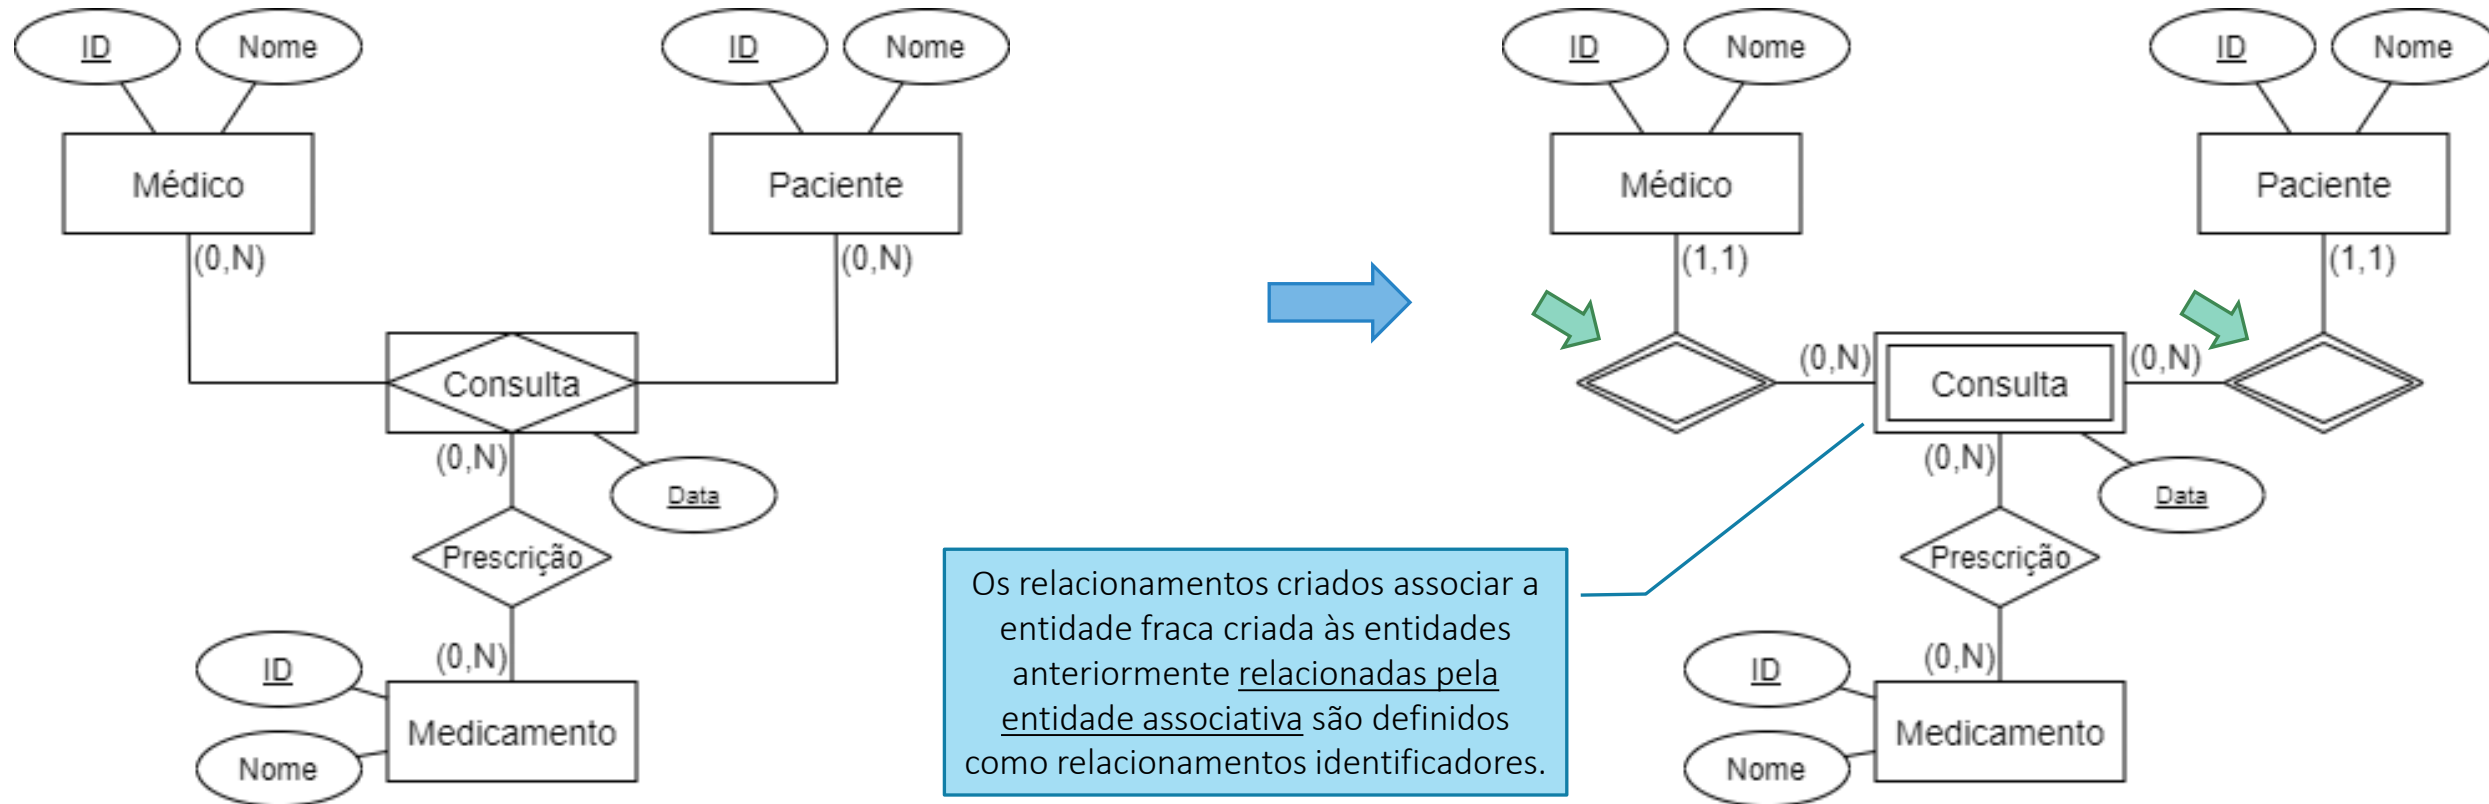 ID
Nome
ID
Nome
Médico
Paciente
(0,N)
(0,N)
Consulta
(0,N)
Data
Prescrição
(0,N)
ID
Medicamento
Nome
ID
Nome
ID
Nome
Médico
Paciente
(1,1)
(1,1)
(0,N)
Consulta
(0,N)
(0,N)
Data
Prescrição
(0,N)
ID
Medicamento
Nome
Os relacionamentos criados associar a
entidade fraca criada às entidades
anteriormente relacionadas pela
entidade associativa são definidos
como relacionamentos identificadores.